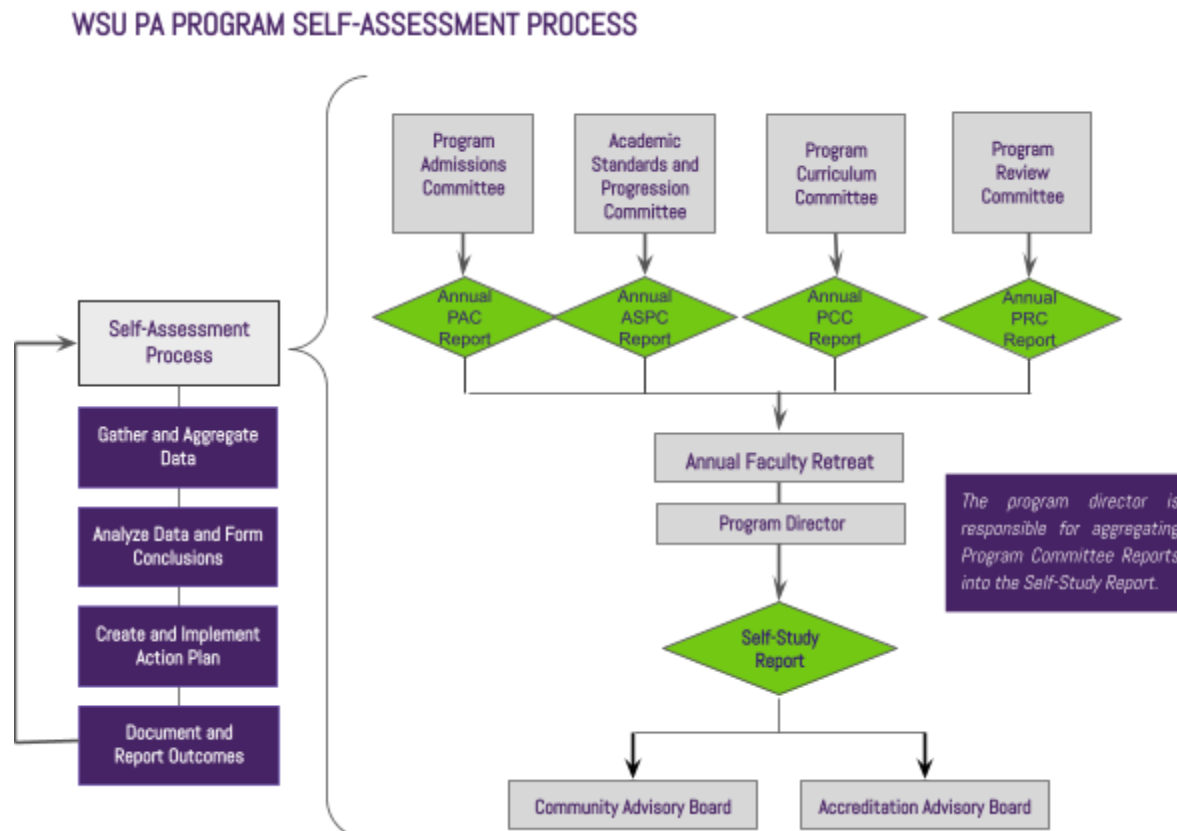 WSU PA PROGRAM SELF-ASSESSMENT PROCESS
Program
Admissions
Committee
Academic
Standards and
Progression
Committee
Program
Curriculum
Committee
Program
Review
Committee
Annual
PAC
Report
Annual
ASPC
Report
Annual
PCC
Report
Annual
PRC
Report
Self-Assessment
Process
Gather and Aggregate
Data
Analyze Data and Form
Conclusions
Create and Implement
Action Plan
Document and
Report Outcomes
Annual Faculty Retreat
Program Director
The program director is
responsible for aggregating
Program Committee Reports
into the Self-Study Report.
Self-Study
Report
Community Advisory Board
Accreditation Advisory Board